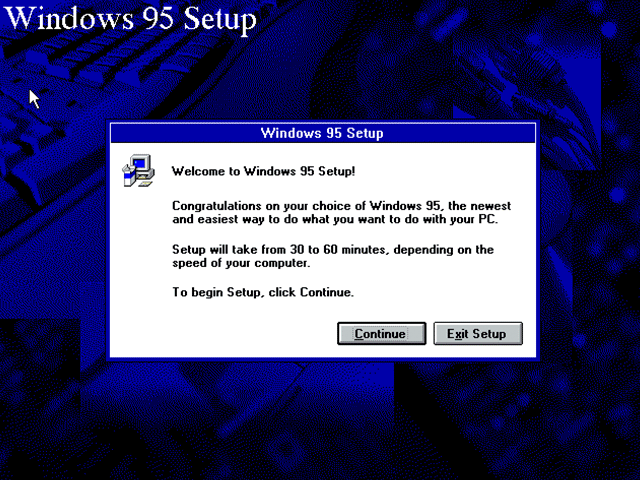 Windows 95 Setup
Windows 95 Setup
Welcome to Windows 95 Setup!
Congratulations on your choice of Windows 95, the newest
and easiest way to do what you want to do with your PC.
Setup will take from 30 to 60 minutes, depending on the
speed of your computer.
To begin Setup, click Continue.
Continue
Exit Setup